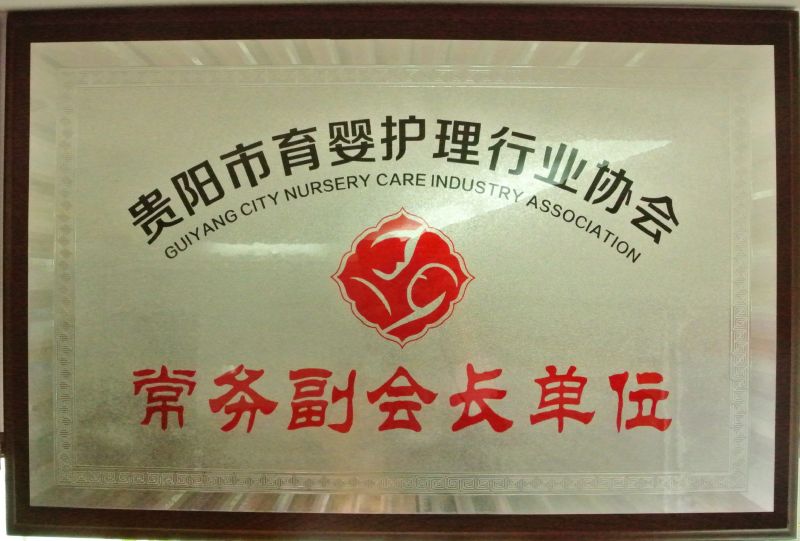 贵阳市育婴护理行业协会
GUIYANG CITY NURSERY CARE INDUSTRY ASSOCIATION
常务副会长单位